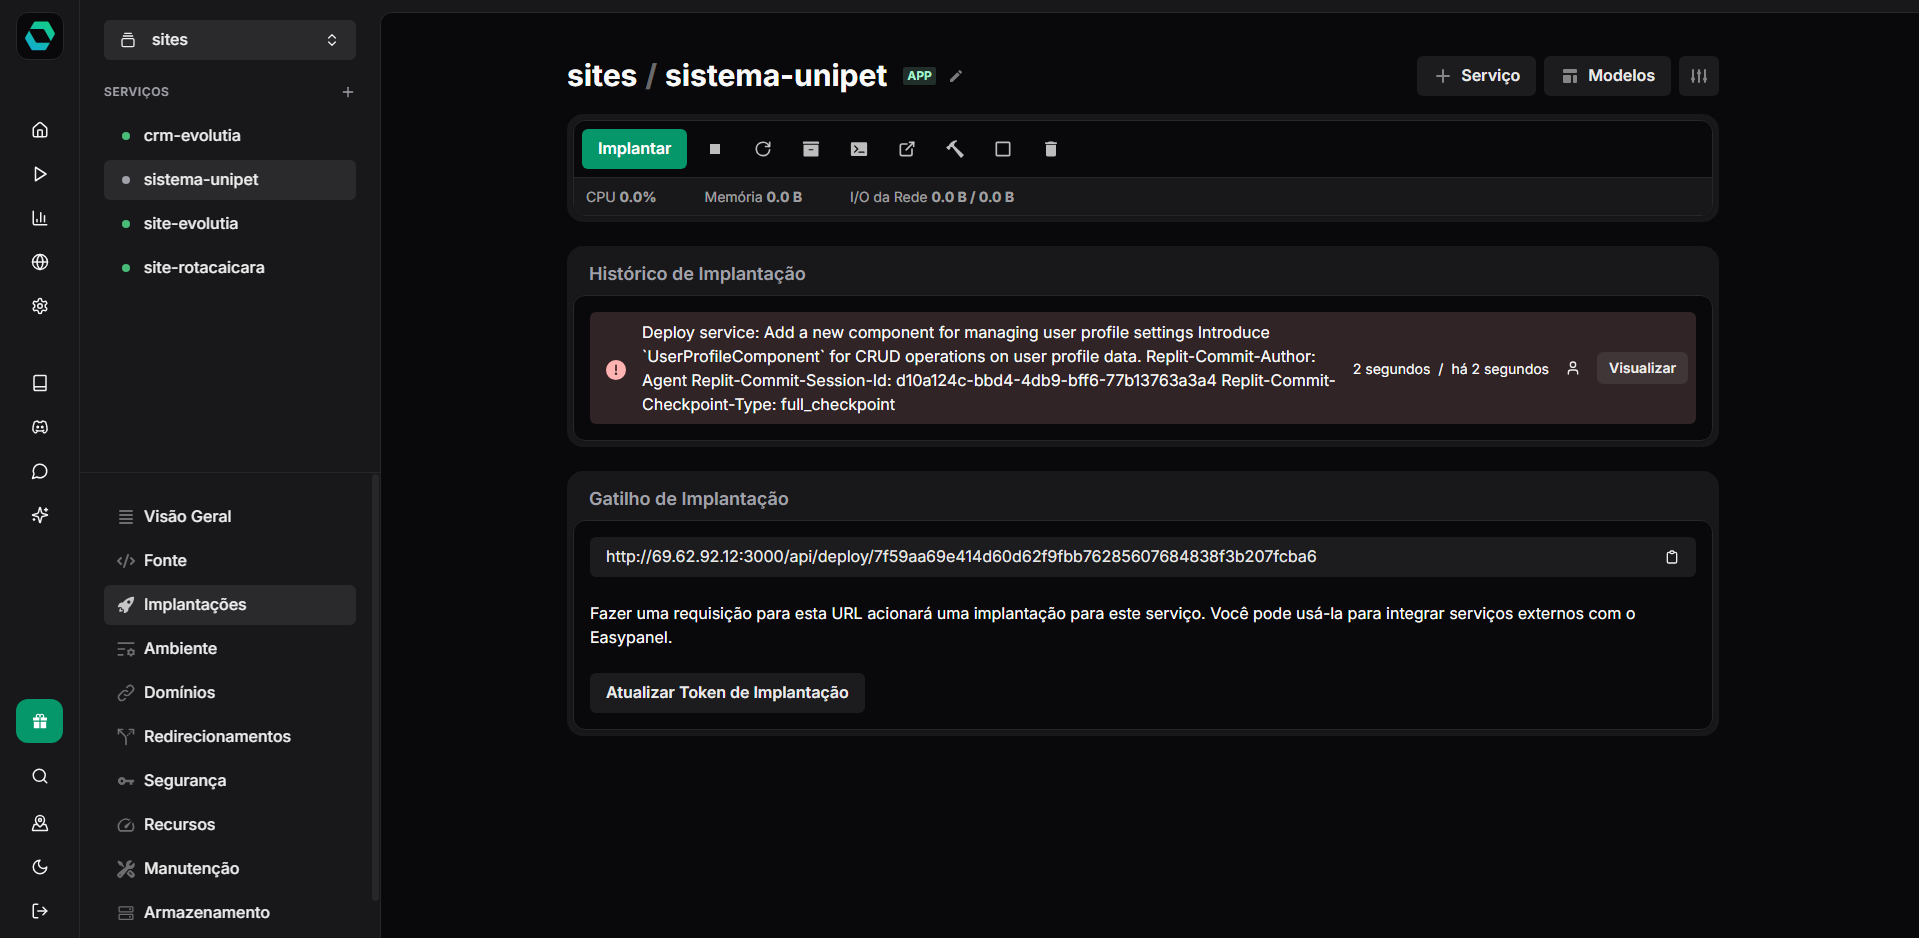 sites
SERVIÇOS
crm-evolutia
sistema-unipet
site-evolutia
site-rotacaicara
Visão Geral
Fonte
Implantações
Ambiente
Domínios
Redirecionamentos
Segurança
Recursos
Manutenção
Armazenamento
sites / sistema-unipet APP
Serviço Modelos
Implantar
CPU 0.0% Memória 0.0 B I/O da Rede 0.0 B / 0.0 B
Histórico de Implantação
Deploy service: Add a new component for managing user profile settings Introduce
`UserProfileComponent` for CRUD operations on user profile data. Replit-Commit-Author:
Agent Replit-Commit-Session-Id: d10a124c-bbd4-4db9-bff6-77b13763a3a4 Replit-Commit-
Checkpoint-Type: full_checkpoint
2 segundos / há 2 segundos Visualizar
Gatilho de Implantação
http://69.62.92.12:3000/api/deploy/7f59aa69e414d60d62f9fbb76285607684838f3b207fcba6
Fazer uma requisição para esta URL acionará uma implantação para este serviço. Você pode usá-la para integrar serviços externos com o
Easypanel.
Atualizar Token de Implantação